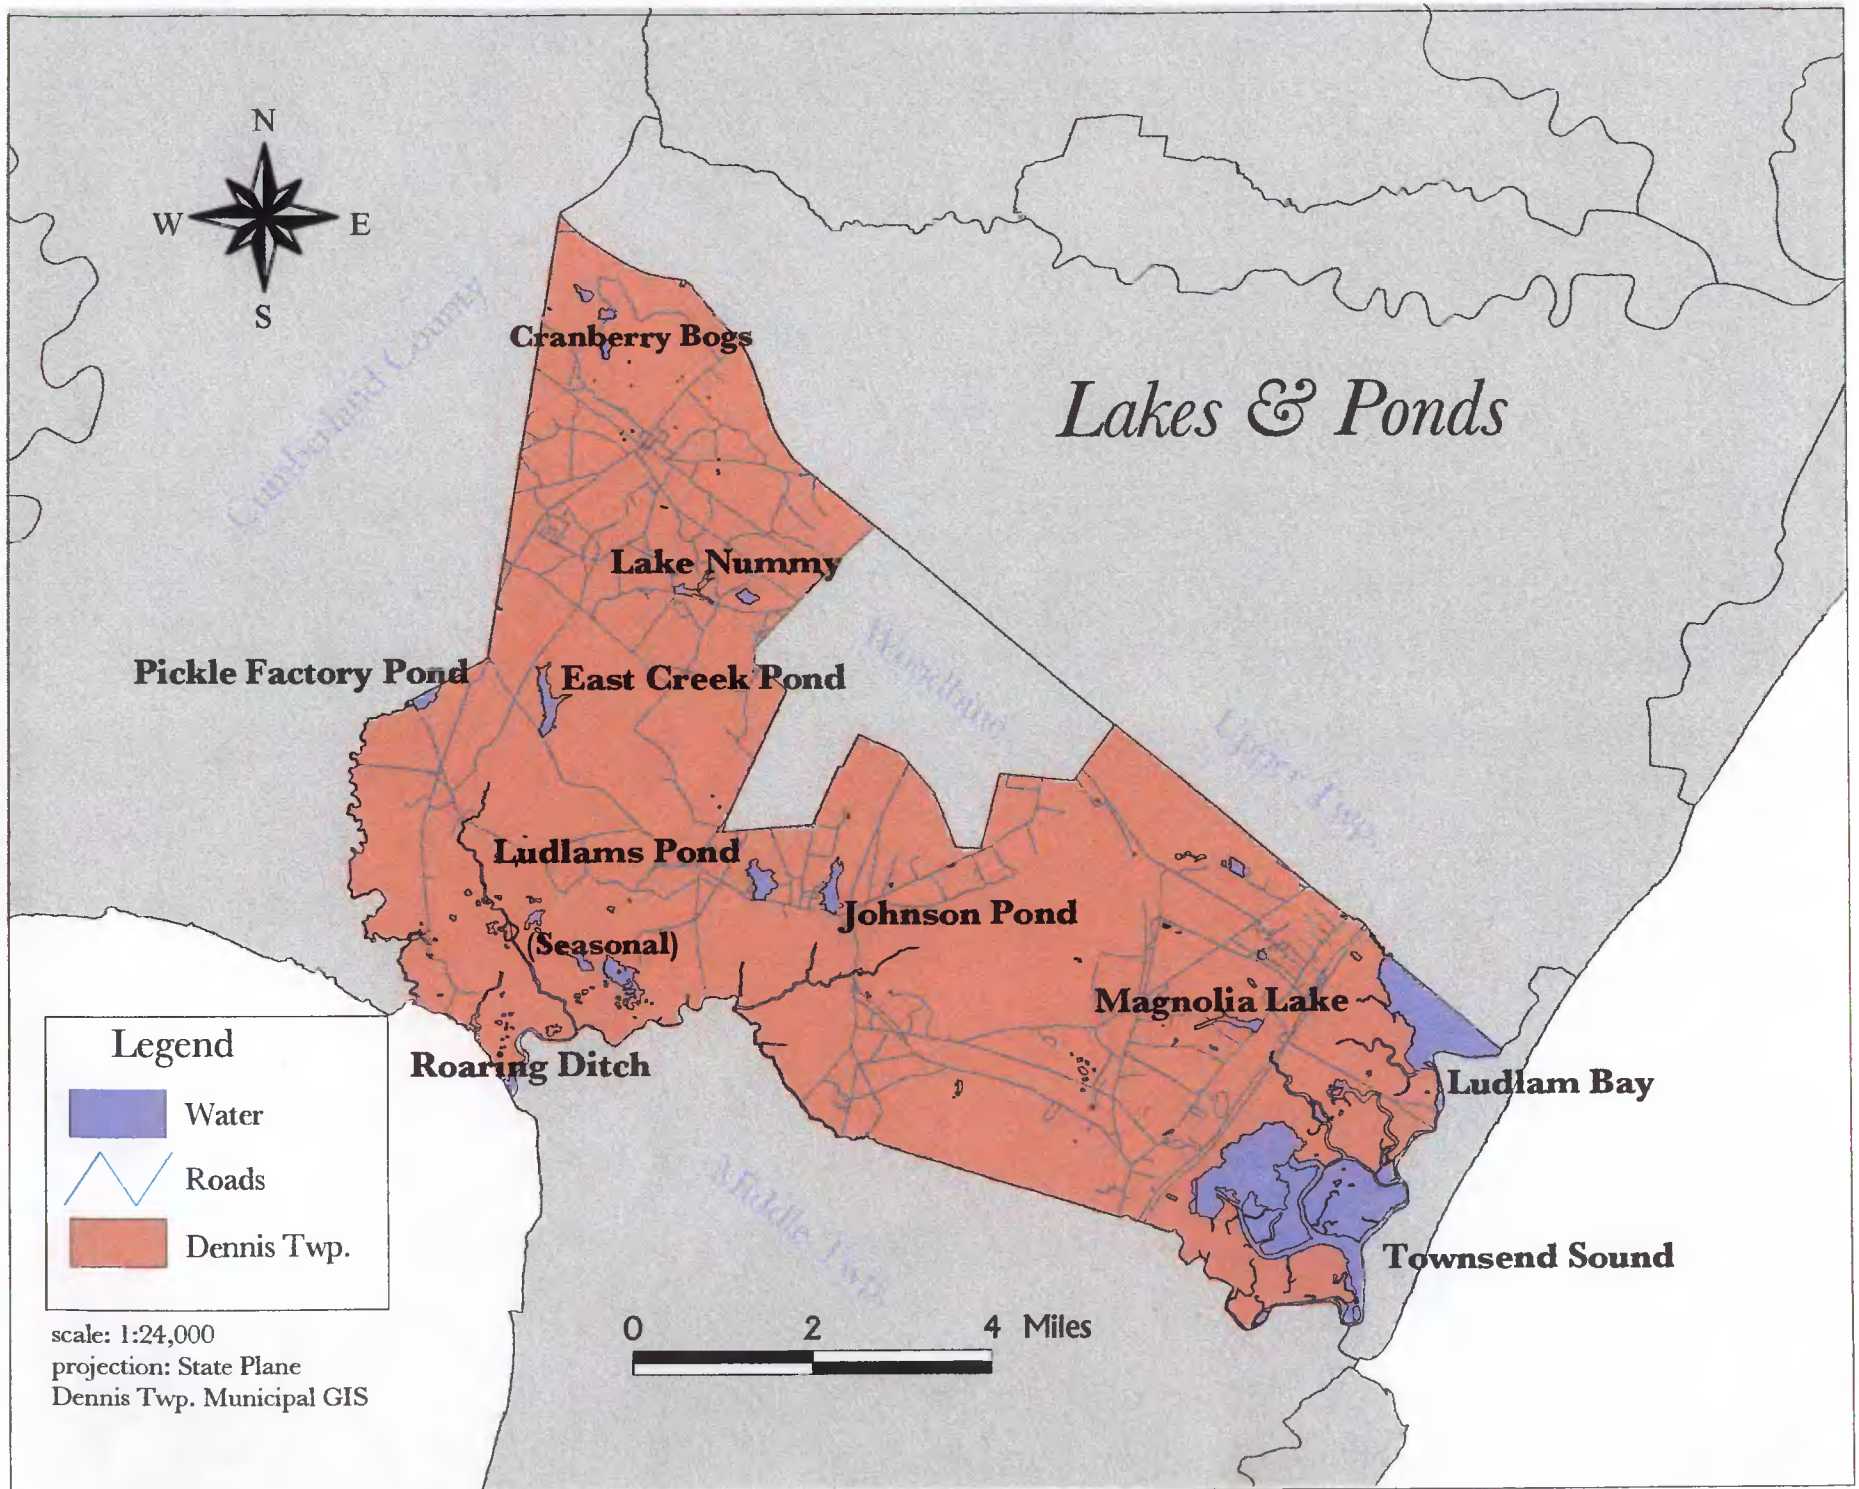 N
W E
S
Cumberland County
Cranberry Bogs
Lakes & Ponds
Lake Nummy
Woodbine
Pickle Factory Pond
East Creek Pond
Upper Twp.
Ludlams Pond
Johnson Pond
(Seasonal)
Magnolia Lake
Roaring Ditch
Ludlam Bay
Middle Twp.
Townsend Sound
Legend
Water
Roads
Dennis Twp.
scale: 1:24,000
projection: State Plane
Dennis Twp. Municipal GIS
0 2 4 Miles